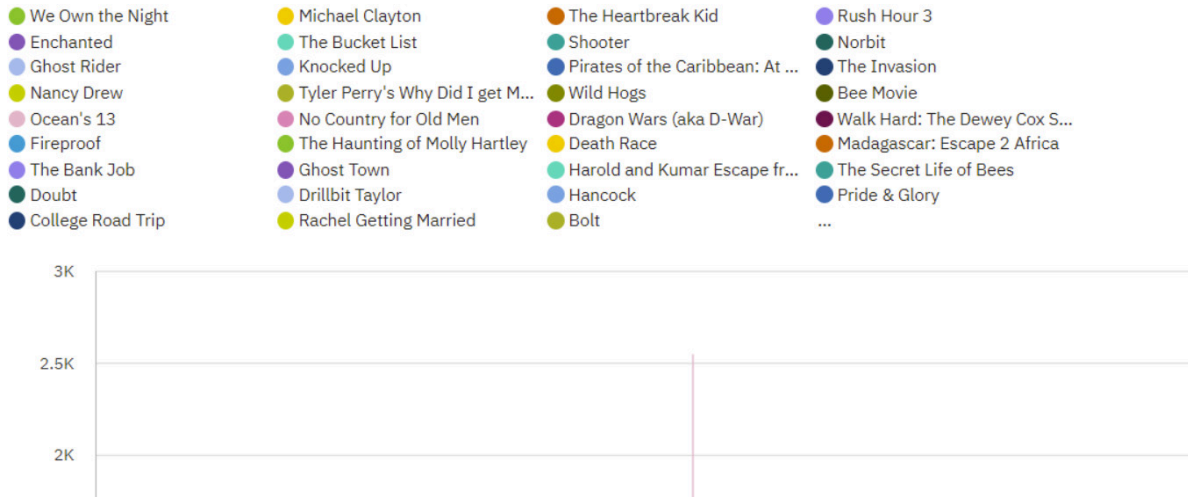 We Own the Night Michael Clayton The Heartbreak Kid Rush Hour 3
Enchanted The Bucket List Shooter Norbit
Ghost Rider Knocked Up Pirates of the Caribbean: At ... The Invasion
Nancy Drew Tyler Perry's Why Did I get M... Wild Hogs Bee Movie
Ocean's 13 No Country for Old Men Dragon Wars (aka D-War) Walk Hard: The Dewey Cox S...
Fireproof The Haunting of Molly Hartley Death Race Madagascar: Escape 2 Africa
The Bank Job Ghost Town Harold and Kumar Escape fr... The Secret Life of Bees
Doubt Drillbit Taylor Hancock Pride & Glory
College Road Trip Rachel Getting Married Bolt ...
3K
2.5K
2K